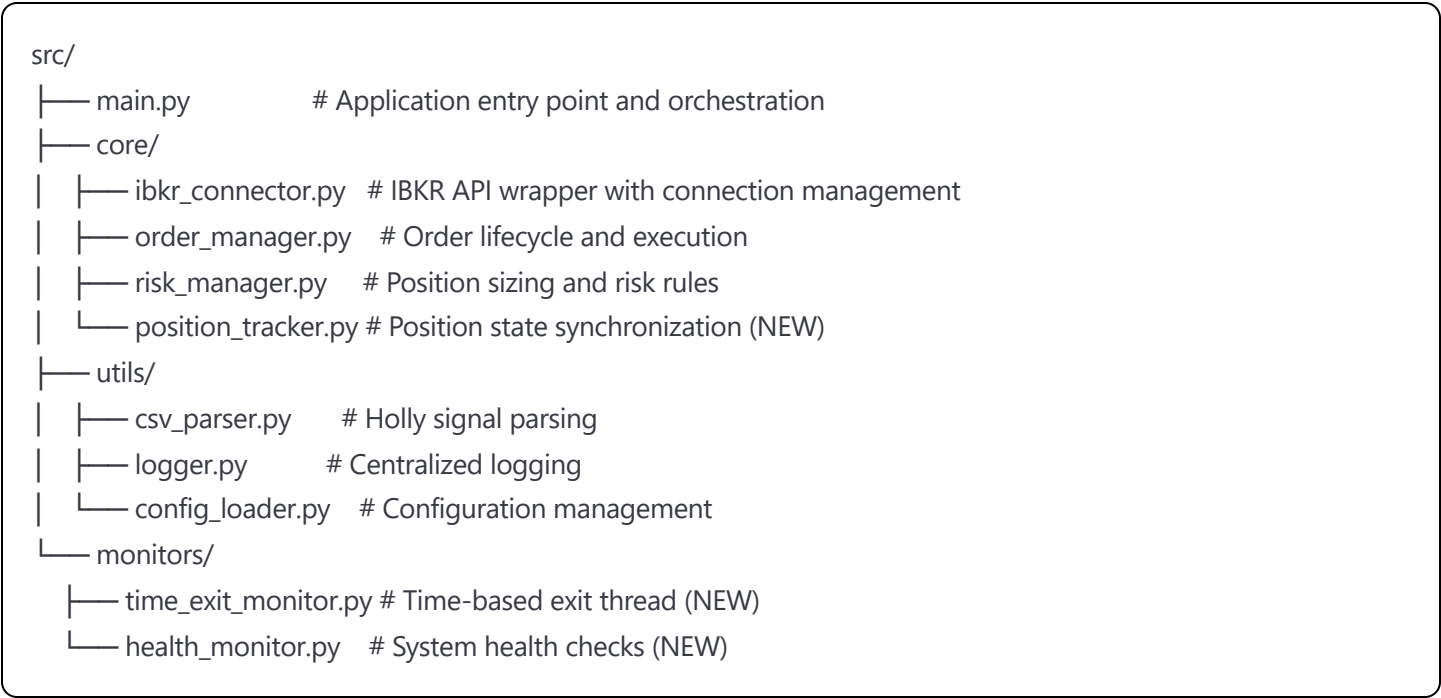 src/
├── main.py # Application entry point and orchestration
├── core/
│ ├── ibkr_connector.py # IBKR API wrapper with connection management
│ ├── order_manager.py # Order lifecycle and execution
│ ├── risk_manager.py # Position sizing and risk rules
│ └── position_tracker.py # Position state synchronization (NEW)
├── utils/
│ ├── csv_parser.py # Holly signal parsing
│ ├── logger.py # Centralized logging
│ └── config_loader.py # Configuration management
└── monitors/
├── time_exit_monitor.py # Time-based exit thread (NEW)
└── health_monitor.py # System health checks (NEW)